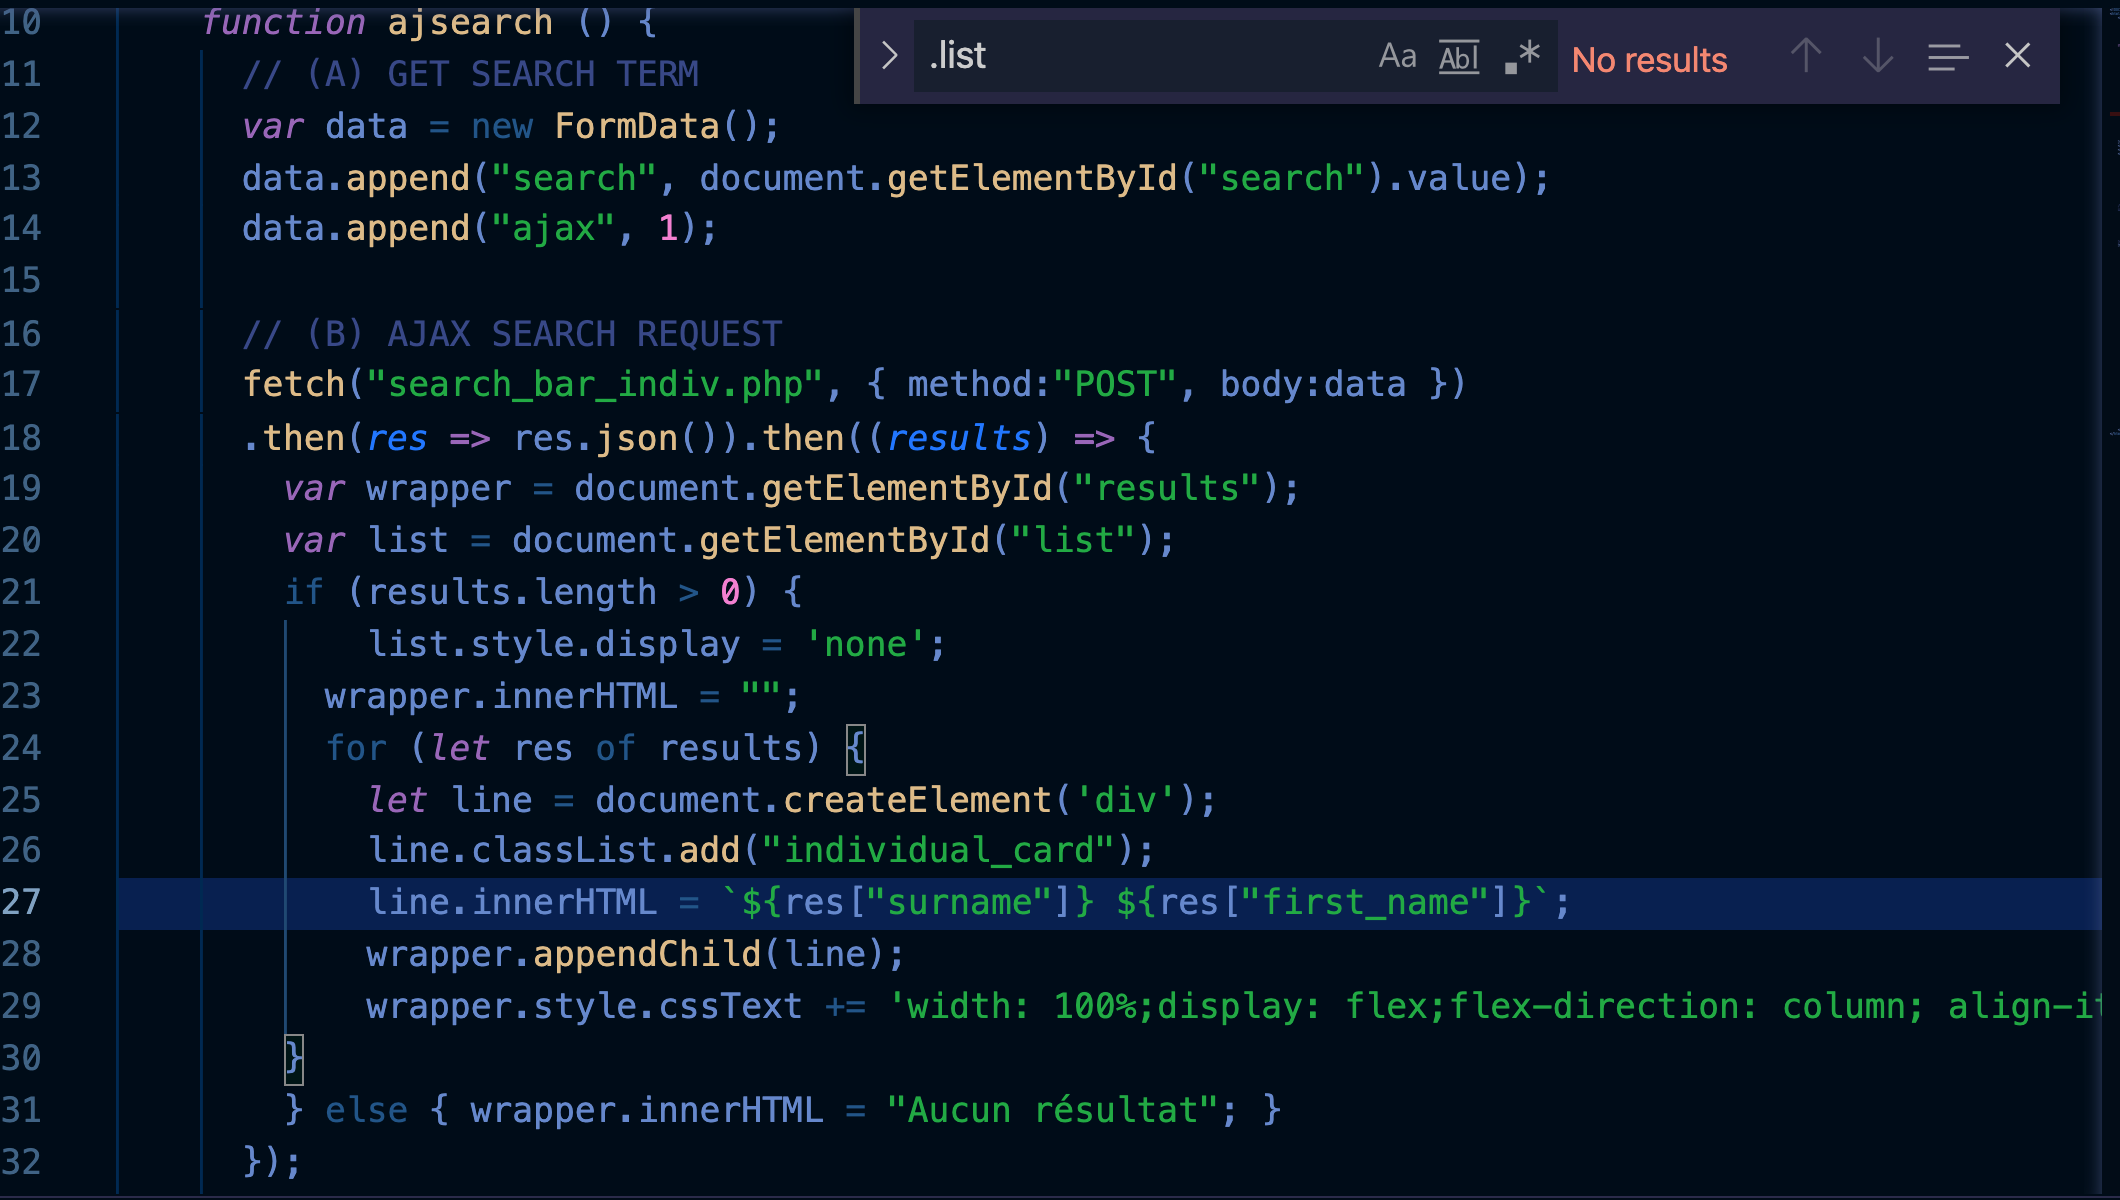 10 function ajsearch () {
.list Aa Abl .* No results
11 // (A) GET SEARCH TERM
12 var data = new FormData();
13 data.append("search", document.getElementById("search").value);
14 data.append("ajax", 1);
15
16 // (B) AJAX SEARCH REQUEST
17 fetch("search_bar_indiv.php", { method:"POST", body:data })
18 .then(res => res.json()).then((results) => {
19 var wrapper = document.getElementById("results");
20 var list = document.getElementById("list");
21 if (results.length > 0) {
22 list.style.display = 'none';
23 wrapper.innerHTML = "";
24 for (let res of results) {
25 let line = document.createElement('div');
26 line.classList.add("individual_card");
27 line.innerHTML = `${res["surname"]} ${res["first_name"]}`;
28 wrapper.appendChild(line);
29 wrapper.style.cssText += 'width: 100%;display: flex;flex-direction: column; align-it
30 }
31 } else { wrapper.innerHTML = "Aucun résultat"; }
32 });